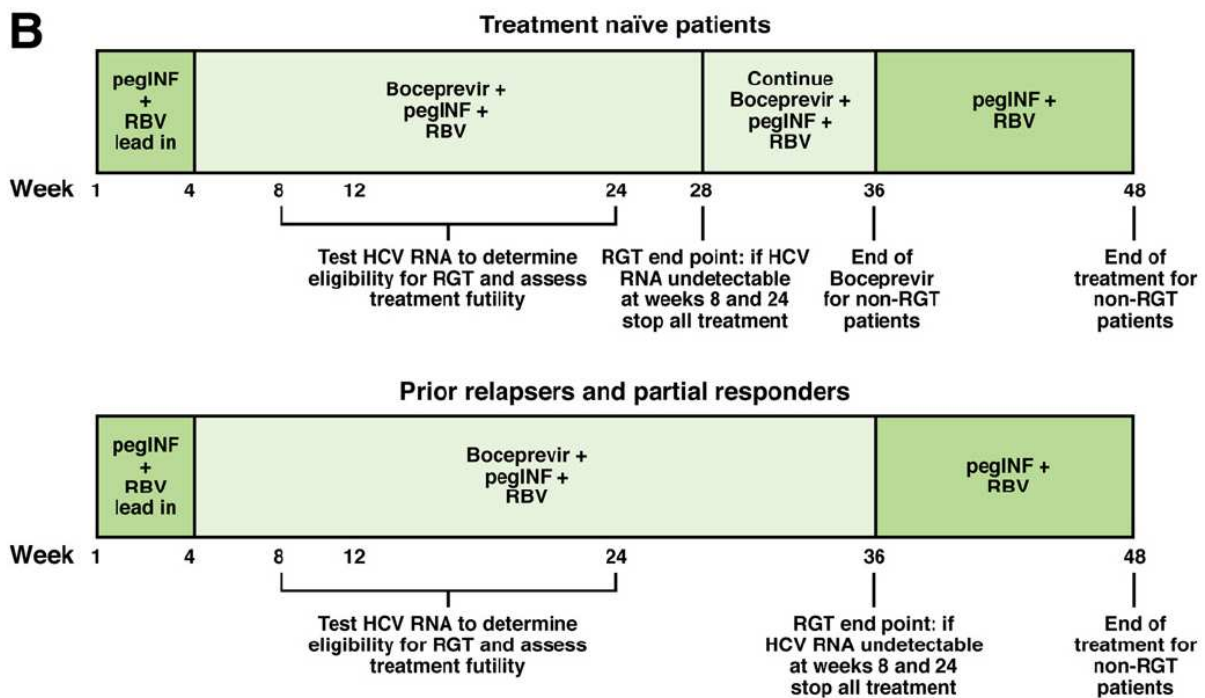 B
Treatment naïve patients
pegINF
+
RBV
lead in
Boceprevir +
pegINF +
RBV
Continue
Boceprevir +
pegINF +
RBV
pegINF +
RBV
Week 1 4 8 12 24 28 36 48
Test HCV RNA to determine
eligibility for RGT and assess
treatment futility
RGT end point: if HCV
RNA undetectable
at weeks 8 and 24
stop all treatment
End of
Boceprevir
for non-RGT
patients
End of
treatment for
non-RGT
patients
Prior relapsers and partial responders
pegINF
+
RBV
lead in
Boceprevir +
pegINF +
RBV
pegINF +
RBV
Week 1 4 8 12 24 36 48
Test HCV RNA to determine
eligibility for RGT and assess
treatment futility
RGT end point: if
HCV RNA undetectable
at weeks 8 and 24
stop all treatment
End of
treatment for
non-RGT
patients